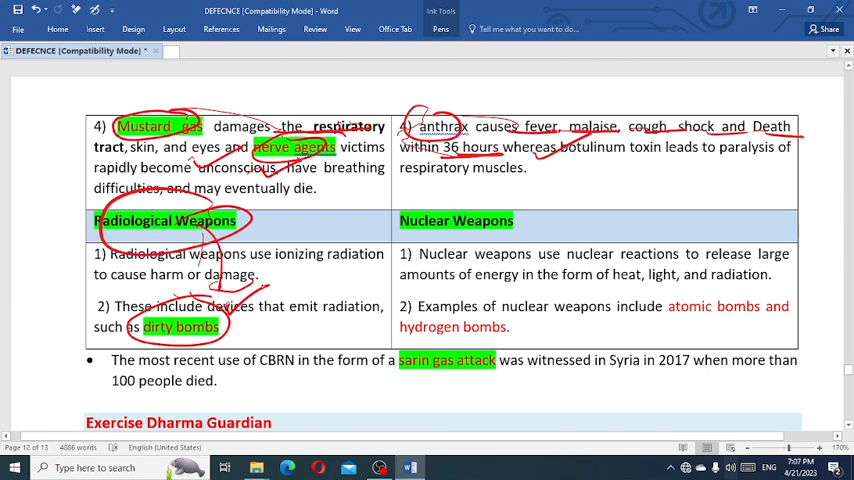 DEFECNCE [Compatibility Mode] - Word
Ink Tools
File Home Insert Design Layout References Mailings Review View Office Tab Pens Tell me what you want to do... Share
DEFECNCE [Compatibility Mode] *
4) Mustard gas damages the respiratory
tract, skin, and eyes and nerve agents victims
rapidly become unconscious, have breathing
difficulties, and may eventually die.
4) anthrax causes fever, malaise, cough, shock and Death
within 36 hours whereas botulinum toxin leads to paralysis of
respiratory muscles.
Radiological Weapons
Nuclear Weapons
1) Radiological weapons use ionizing radiation
to cause harm or damage.
2) These include devices that emit radiation,
such as dirty bombs
1) Nuclear weapons use nuclear reactions to release large
amounts of energy in the form of heat, light, and radiation.
2) Examples of nuclear weapons include atomic bombs and
hydrogen bombs.
• The most recent use of CBRN in the form of a sarin gas attack was witnessed in Syria in 2017 when more than
100 people died.
Exercise Dharma Guardian
Page 12 of 13 4886 words English (United States) 170%
Type here to search
ENG
7:07 PM
4/21/2023
2